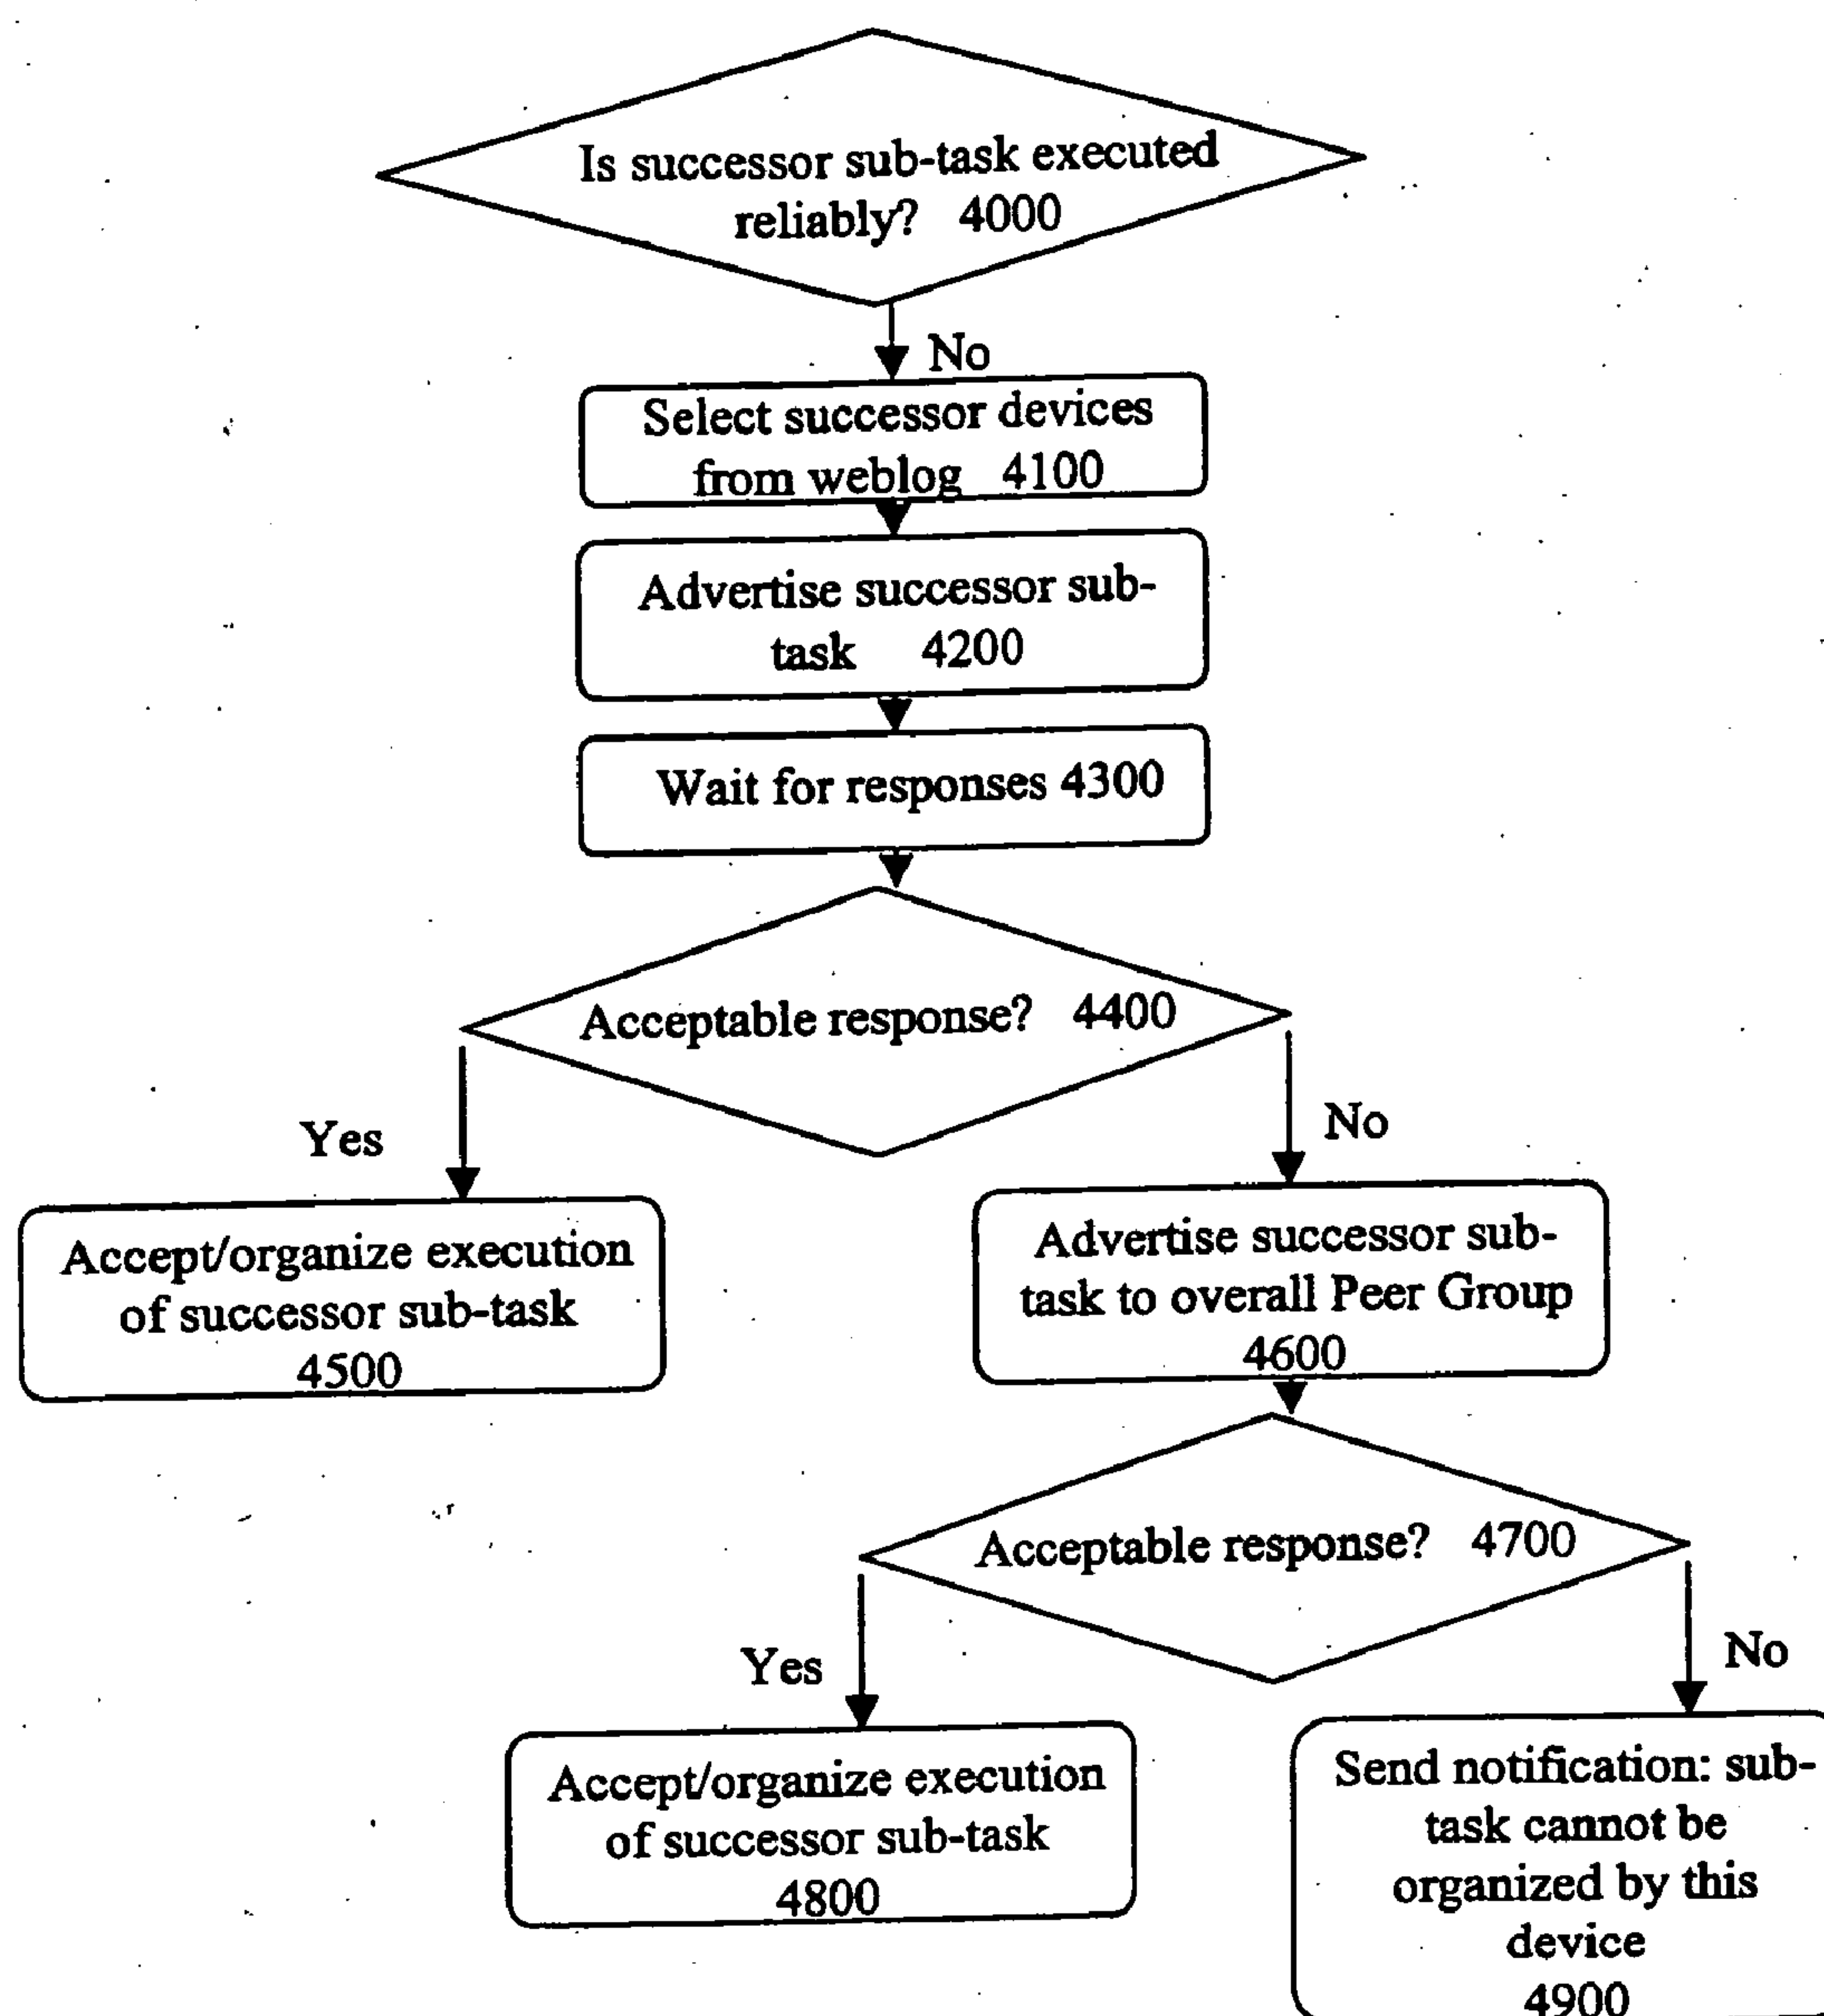 Is successor sub-task executed
reliably? 4000
No
Select successor devices
from weblog 4100
Advertise successor sub-
task 4200
Wait for responses 4300
Acceptable response? 4400
Yes
No
Accept/organize execution
of successor sub-task
4500
Advertise successor sub-
task to overall Peer Group
4600
Acceptable response? 4700
Yes
No
Accept/organize execution
of successor sub-task
4800
Send notification: sub-
task cannot be
organized by this
device
4900